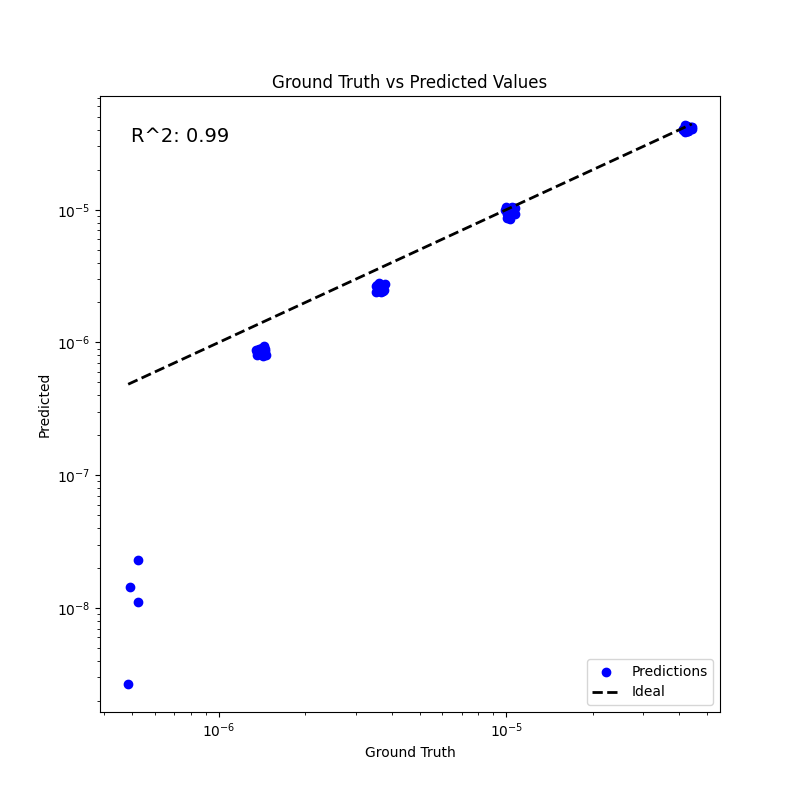 Ground Truth vs Predicted Values
R^2: 0.99
10⁻⁵
10⁻⁶
10⁻⁷
10⁻⁸
Predicted
Predictions
Ideal
10⁻⁶ 10⁻⁵
Ground Truth